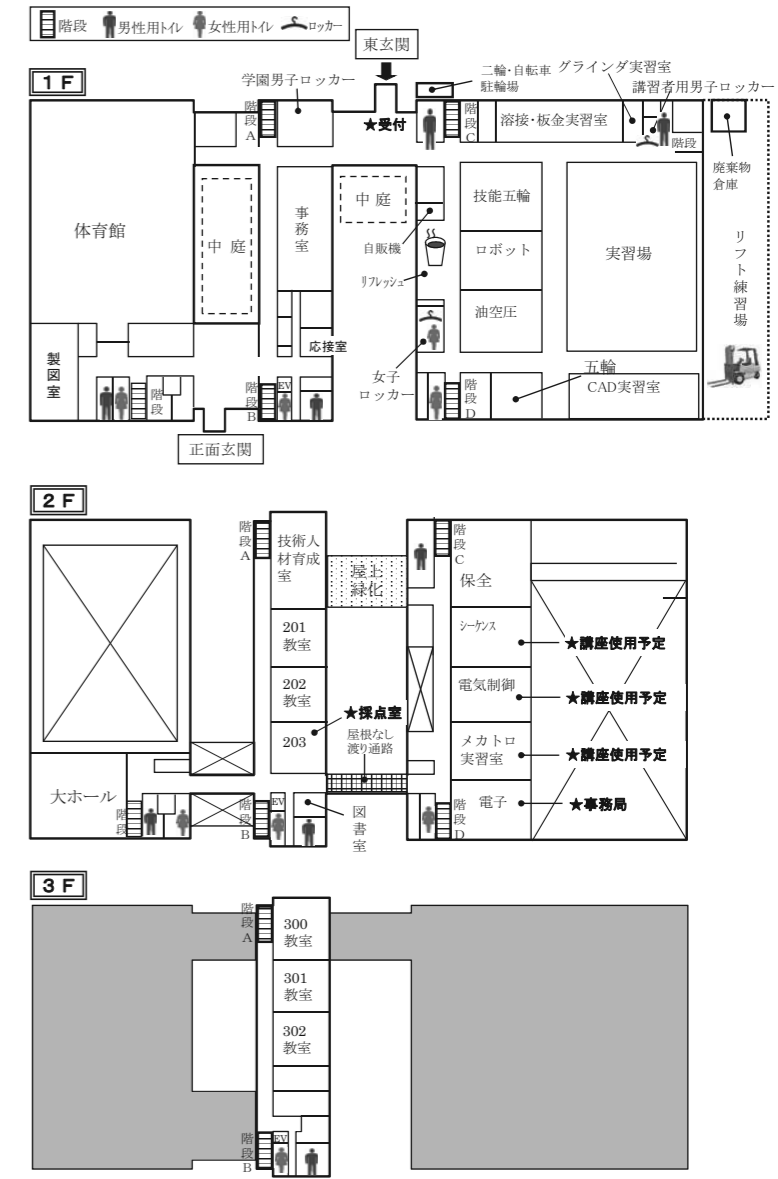 階段 男性用トイレ 女性用トイレ ロッカー
東玄関
1F
学園男子ロッカー
二輪・自転車
駐輪場
グラインダ実習室
講習者用男子ロッカー
階段A
★受付
階段C
溶接・板金実習室
階段
廃棄物
倉庫
体育館
中庭
事務室
中庭
自販機
リフレッシュ
技能五輪
ロボット
油空圧
実習場
リフト練習場
応接室
製図室
女子
ロッカー
五輪
CAD実習室
階段
階段B
EV
階段D
正面玄関
2F
階段A
技術人
材育成
室
屋上
緑化
階段C
保全
201
教室
シーケンス
★講座使用予定
202
教室
電気制御
★講座使用予定
★採点室
203
屋根なし
渡り通路
メカトロ
実習室
★講座使用予定
大ホール
階段
階段B
EV
図書室
階段D
電子
★事務局
3F
階段A
300
教室
301
教室
302
教室
階段B
EV